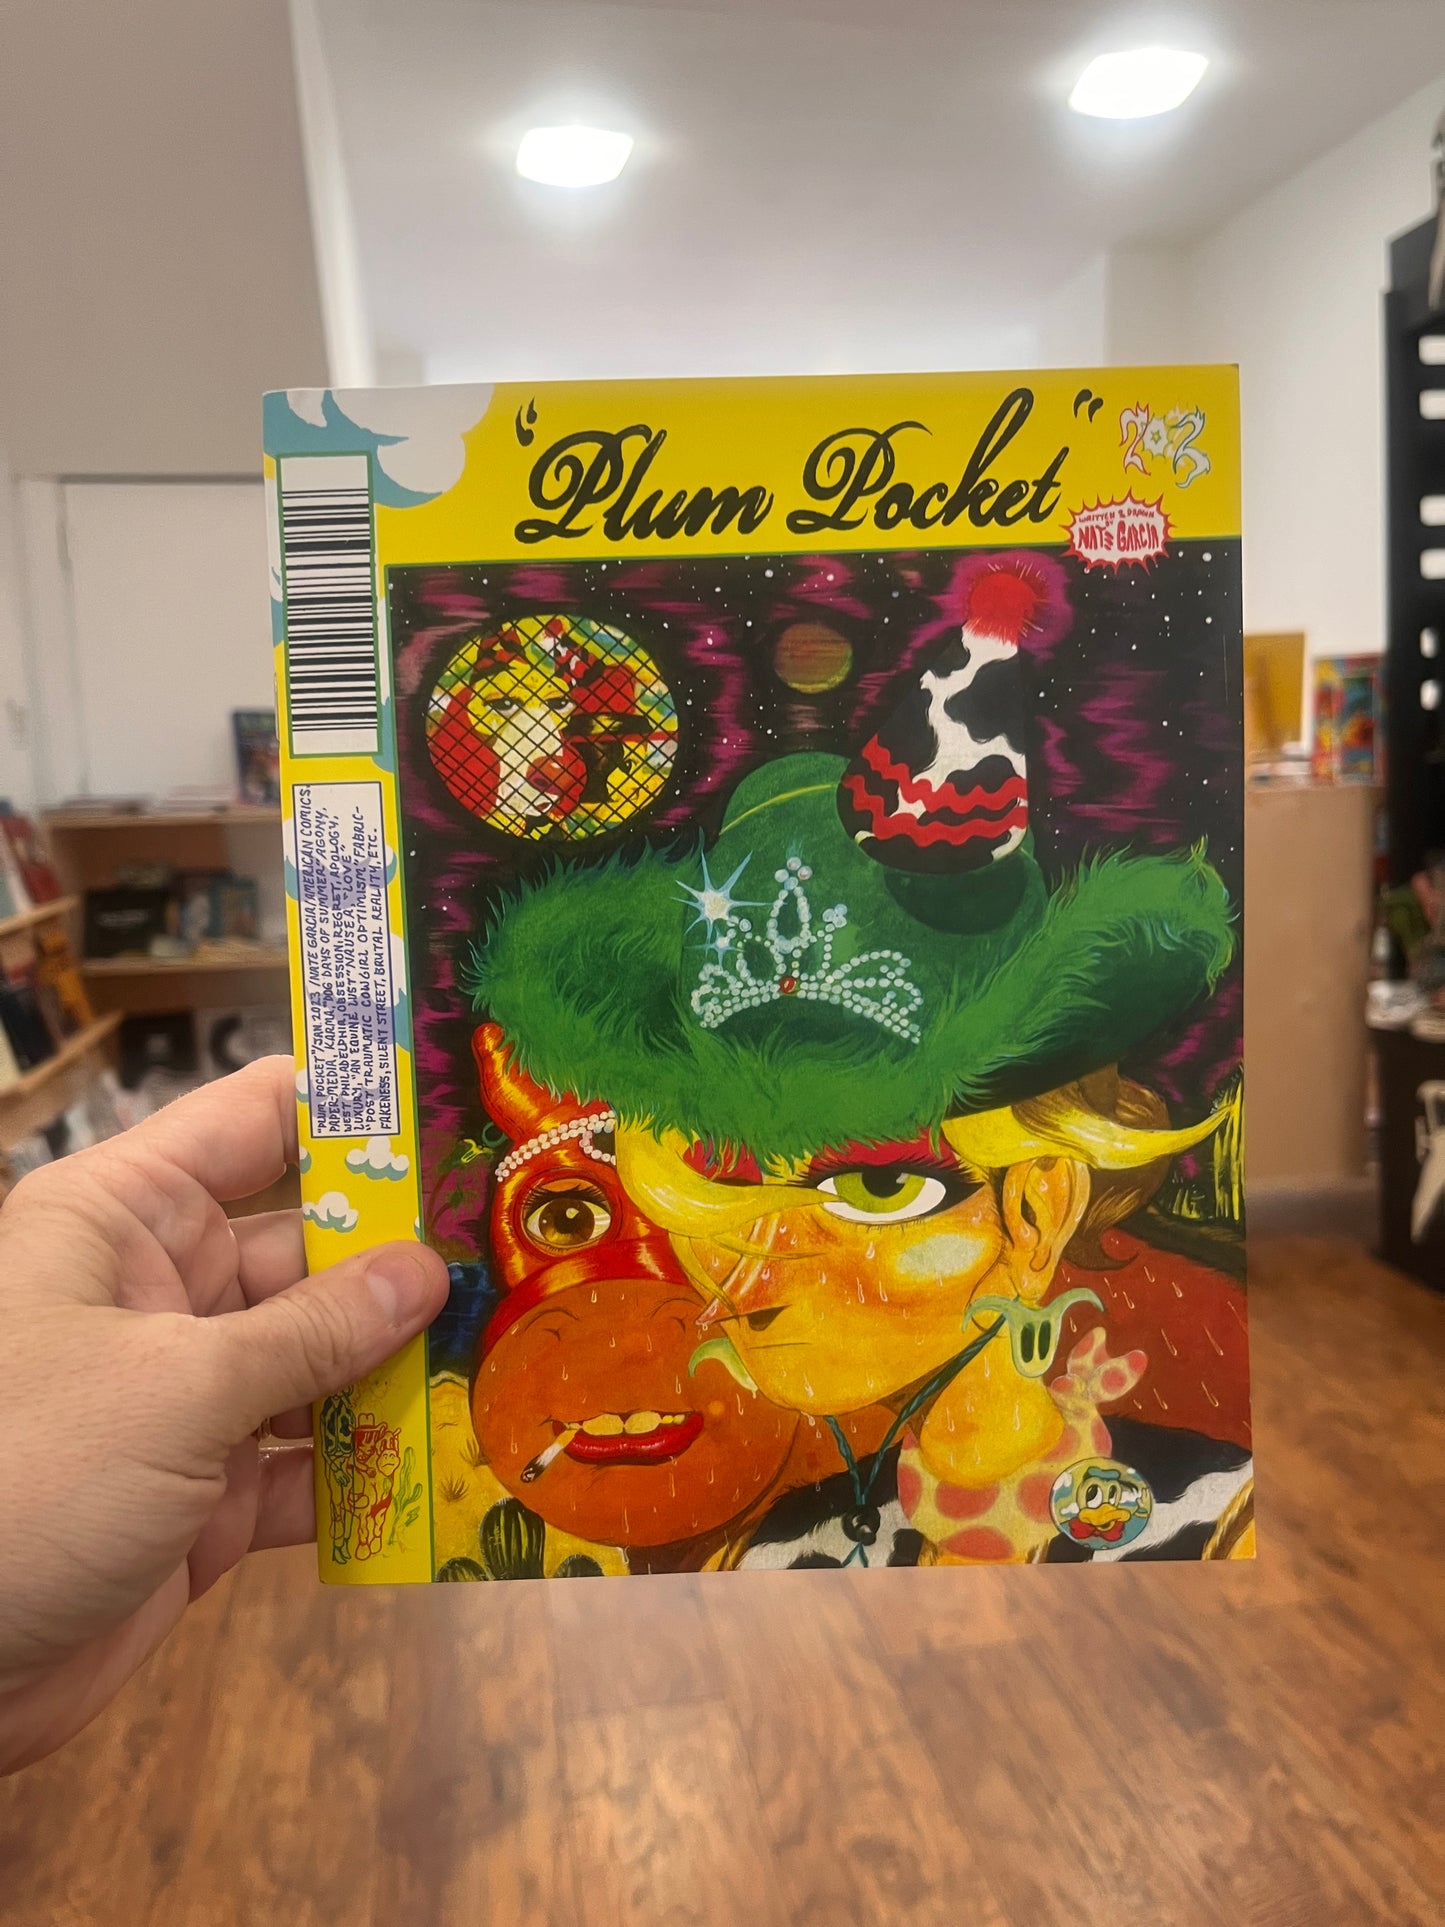 "Plum Pocket"
WRITTEN & DRAWN
BY
NATE GARCIA
"PLUM POCKET"/JAN. 2023 /NATE GARCIA/AMERICAN COMICS,
PAPER-MEDIA, KARMA, "DOG DAYS OF SUMMER" AGONY,
WEST PHILADELPHIA, OBSESSION, REGRET, APOLOGY,
LUXURY, "AN EQUINE LUST" NAUSEA, "LOVE"
"POST TRAUMATIC COWGIRL OPTIMISM" FABRIC-
FAKENESS, SILENT STREET, BRUTAL REALITY, ETC.